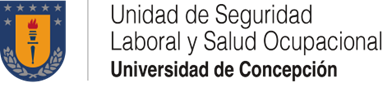 Unidad de Seguridad
Laboral y Salud Ocupacional
Universidad de Concepción